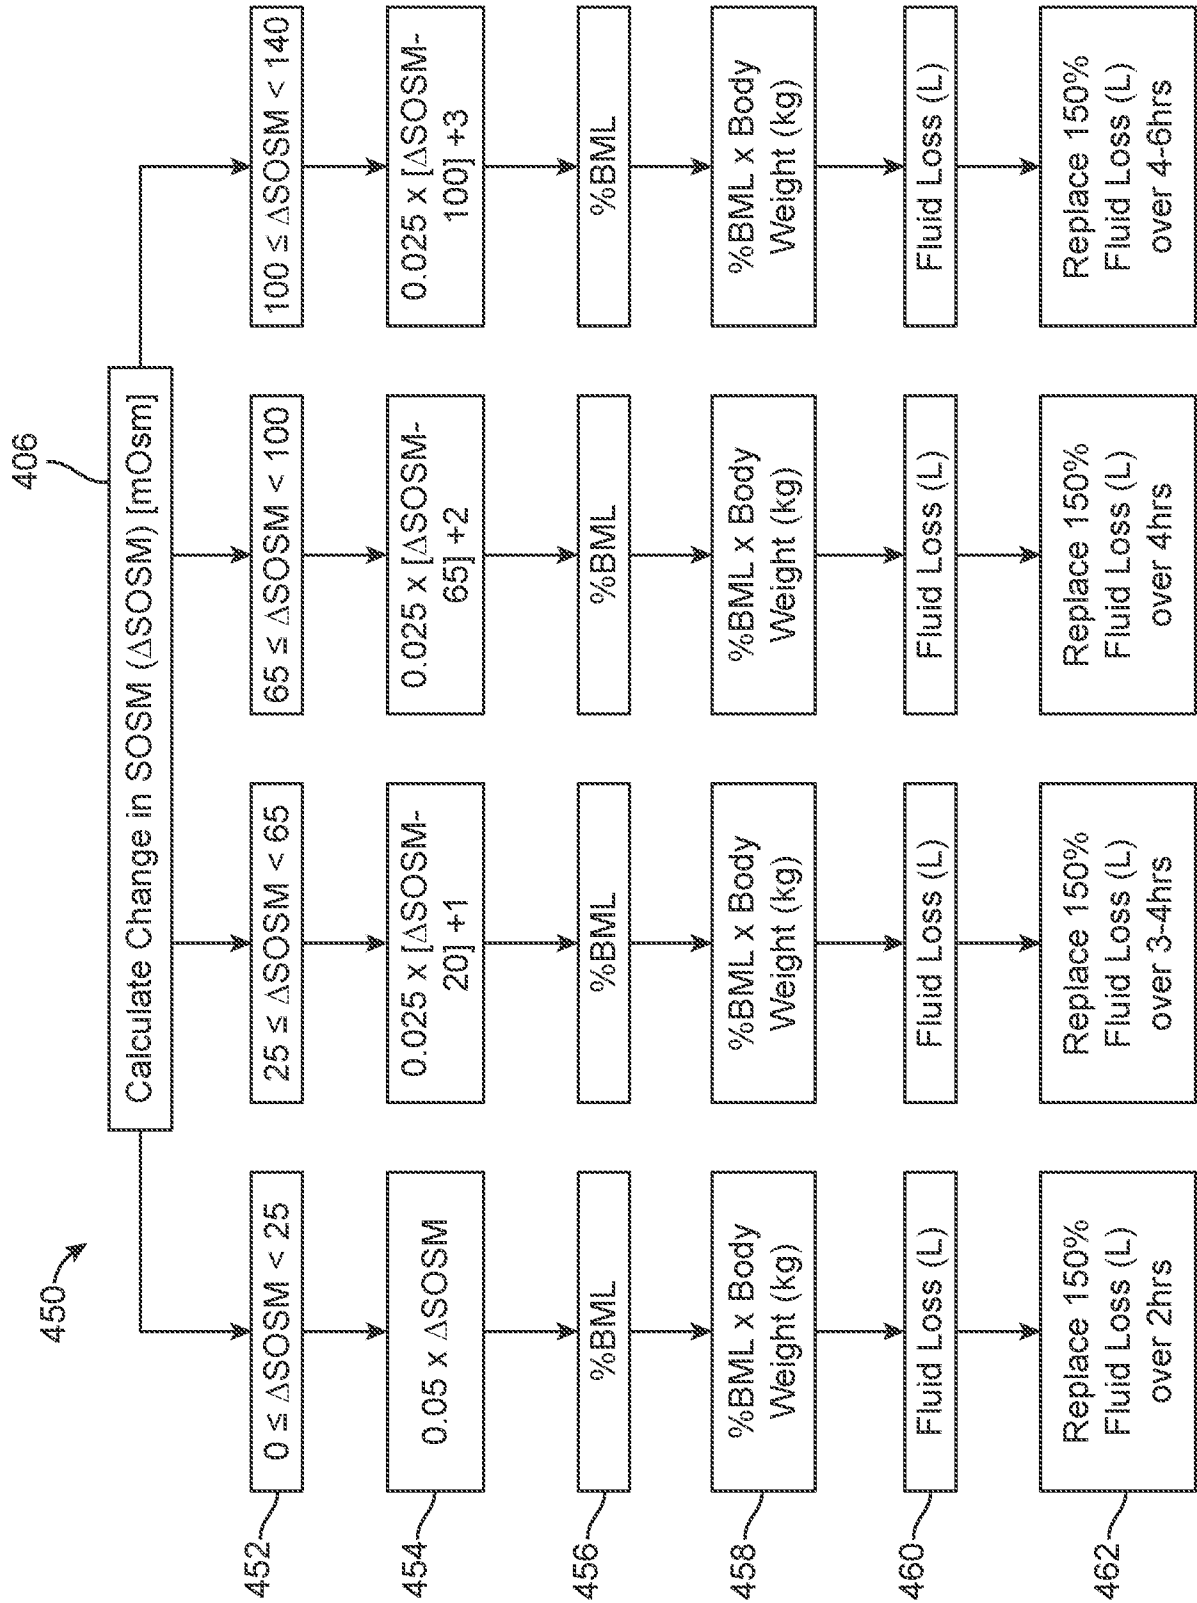 450
406
Calculate Change in SOSM (ΔSOSM) [mOsm]
452
0 ≤ ΔSOSM < 25
25 ≤ ΔSOSM < 65
65 ≤ ΔSOSM < 100
100 ≤ ΔSOSM < 140
454
0.05 x ΔSOSM
0.025 x [ΔSOSM-
20] +1
0.025 x [ΔSOSM-
65] +2
0.025 x [ΔSOSM-
100] +3
456
%BML
%BML
%BML
%BML
458
%BML x Body
Weight (kg)
%BML x Body
Weight (kg)
%BML x Body
Weight (kg)
%BML x Body
Weight (kg)
460
Fluid Loss (L)
Fluid Loss (L)
Fluid Loss (L)
Fluid Loss (L)
462
Replace 150%
Fluid Loss (L)
over 2hrs
Replace 150%
Fluid Loss (L)
over 3-4hrs
Replace 150%
Fluid Loss (L)
over 4hrs
Replace 150%
Fluid Loss (L)
over 4-6hrs